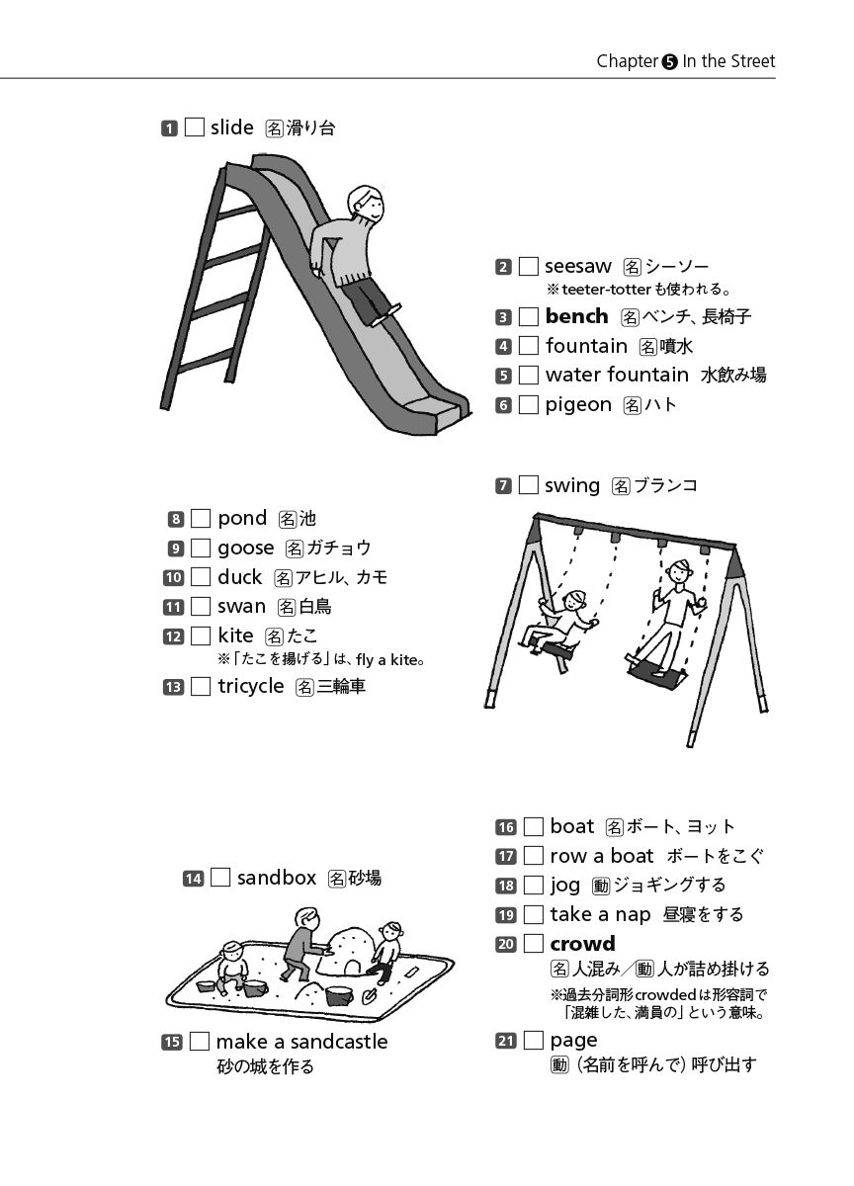 Chapter❺In the Street
1 □ slide 名滑り台
2 □ seesaw 名シーソー
※teeter-totterも使われる。
3 □ bench 名ベンチ、長椅子
4 □ fountain 名噴水
5 □ water fountain 水飲み場
6 □ pigeon 名ハト
7 □ swing 名ブランコ
8 □ pond 名池
9 □ goose 名ガチョウ
10 □ duck 名アヒル、カモ
11 □ swan 名白鳥
12 □ kite 名たこ
※「たこを揚げる」は、fly a kite。
13 □ tricycle 名三輪車
14 □ sandbox 名砂場
15 □ make a sandcastle
砂の城を作る
16 □ boat 名ボート、ヨット
17 □ row a boat ボートをこぐ
18 □ jog 動ジョギングする
19 □ take a nap 昼寝をする
20 □ crowd
名人混み／動人が詰め掛ける
※過去分詞形crowdedは形容詞で
「混雑した、満員の」という意味。
21 □ page
動（名前を呼んで）呼び出す